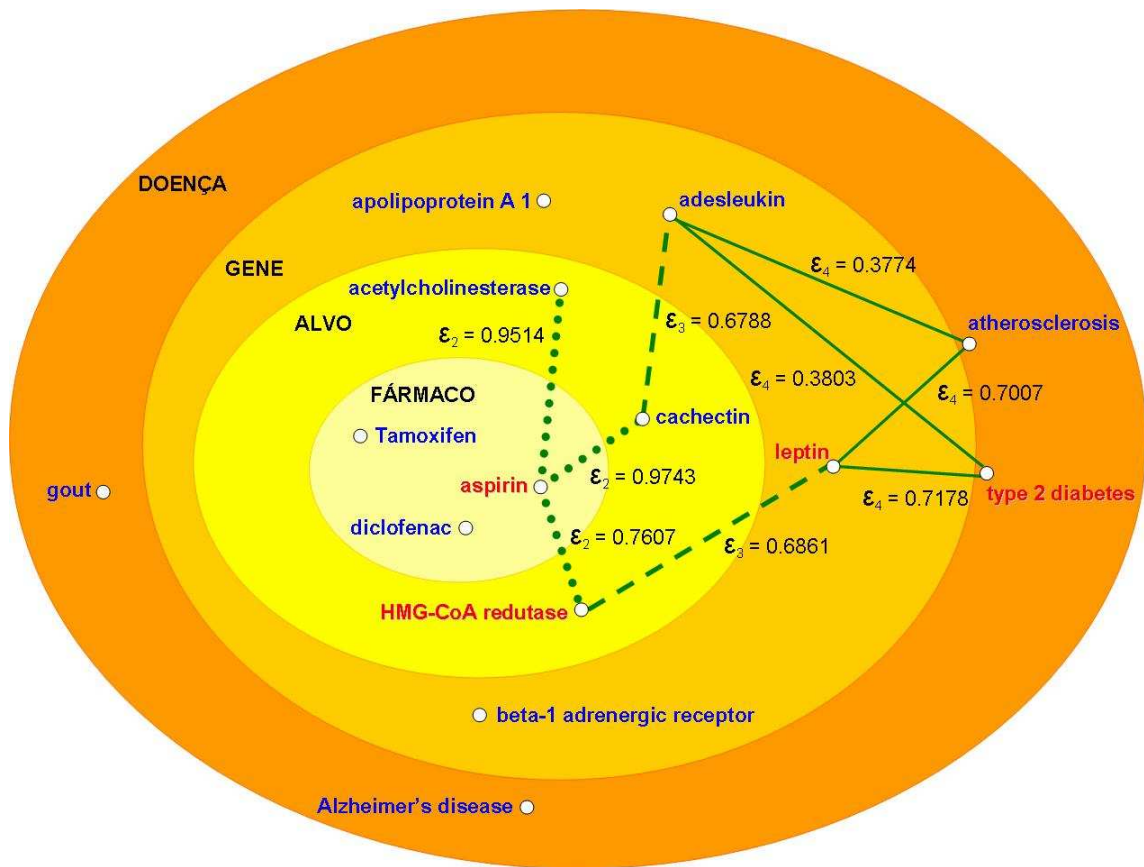 DOENÇA
apolipoprotein A 1
adesleukin
GENE
ε4 = 0.3774
acetylcholinesterase
ALVO
ε3 = 0.6788
atherosclerosis
ε2 = 0.9514
ε4 = 0.3803
FÁRMACO
ε4 = 0.7007
cachectin
Tamoxifen
leptin
ε2 = 0.9743
aspirin
gout
type 2 diabetes
ε4 = 0.7178
diclofenac
ε2 = 0.7607
ε3 = 0.6861
HMG-CoA redutase
beta-1 adrenergic receptor
Alzheimer's disease